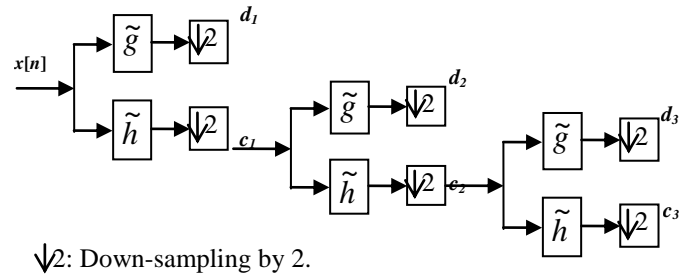 x[n]
g̃
↓2
d₁
h̃
↓2
c₁
g̃
↓2
d₂
h̃
↓2
c₂
g̃
↓2
d₃
h̃
↓2
c₃
↓2: Down-sampling by 2.